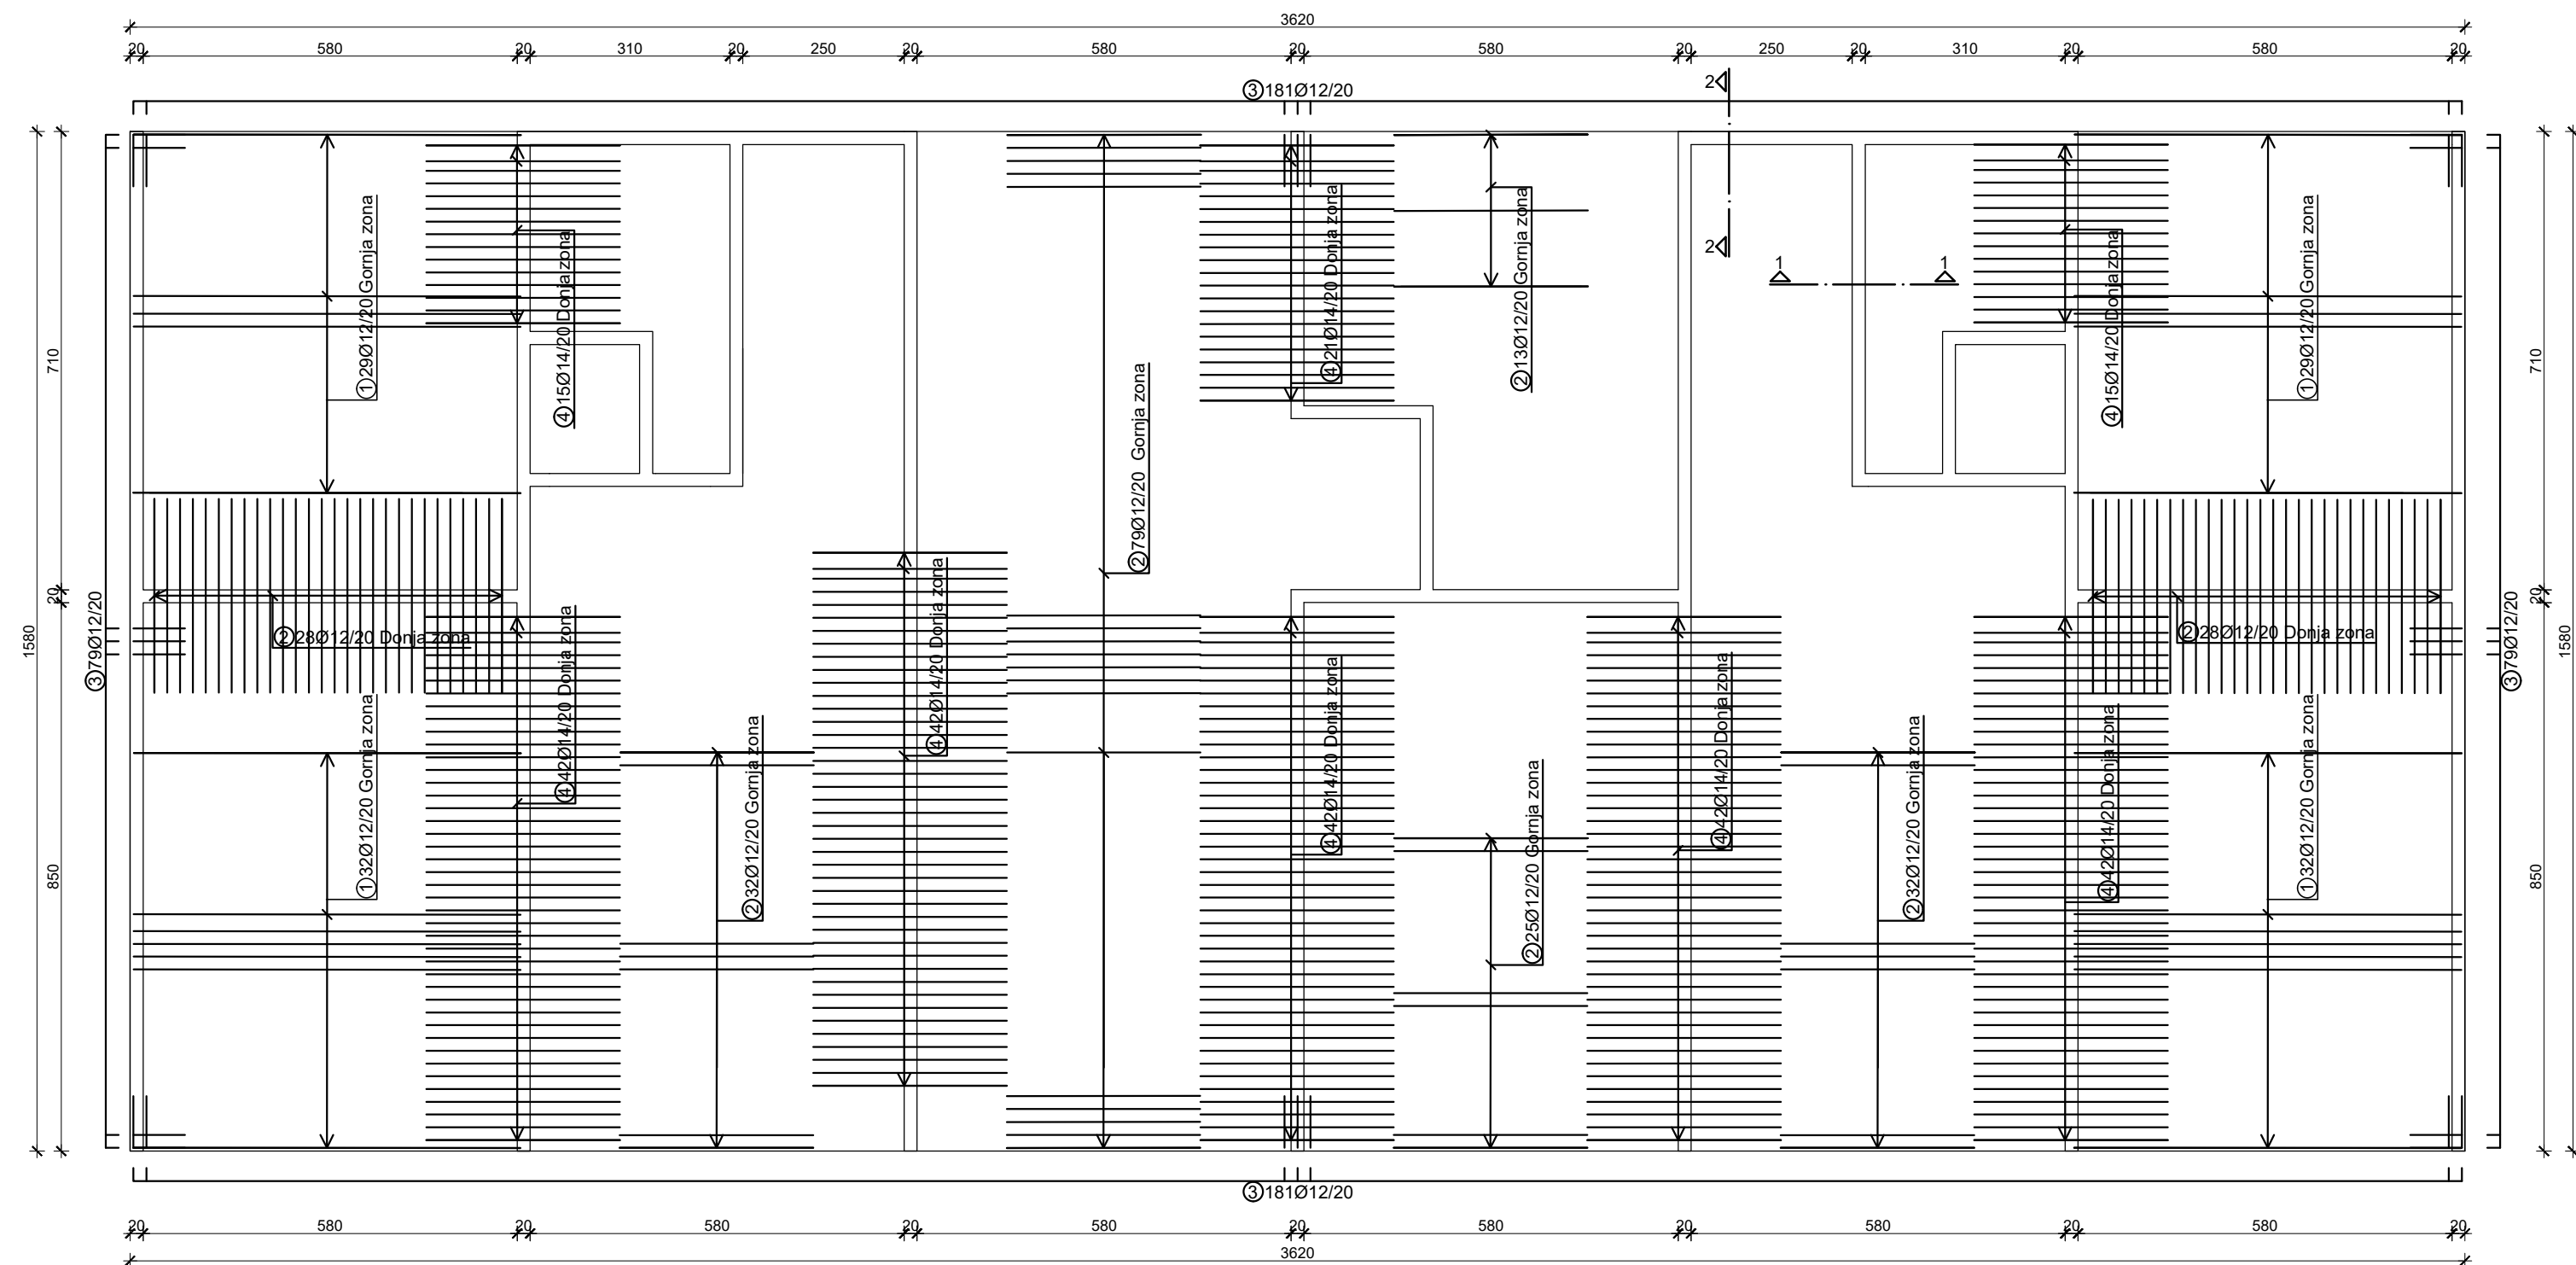 3620
20 580 20 310 20 250 20 580 20 580 20 250 20 310 20 580 20
③181Ø12/20
2
2
1 1
①29Ø12/20 Gornja zona
④15Ø14/20 Donja zona
④21Ø14/20 Donja zona
②13Ø12/20 Gornja zona
④15Ø14/20 Donja zona
①29Ø12/20 Gornja zona
②79Ø12/20 Gornja zona
710
20
850
1580
③79Ø12/20
710
20
850
1580
③79Ø12/20
②28Ø12/20 Donja zona
②28Ø12/20 Donja zona
①32Ø12/20 Gornja zona
④42Ø14/20 Donja zona
②32Ø12/20 Gornja zona
④42Ø14/20 Donja zona
④42Ø14/20 Donja zona
②25Ø12/20 Gornja zona
④42Ø14/20 Donja zona
②32Ø12/20 Gornja zona
④42Ø14/20 Donja zona
①32Ø12/20 Gornja zona
③181Ø12/20
20 580 20 580 20 580 20 580 20 580 20 580 20
3620